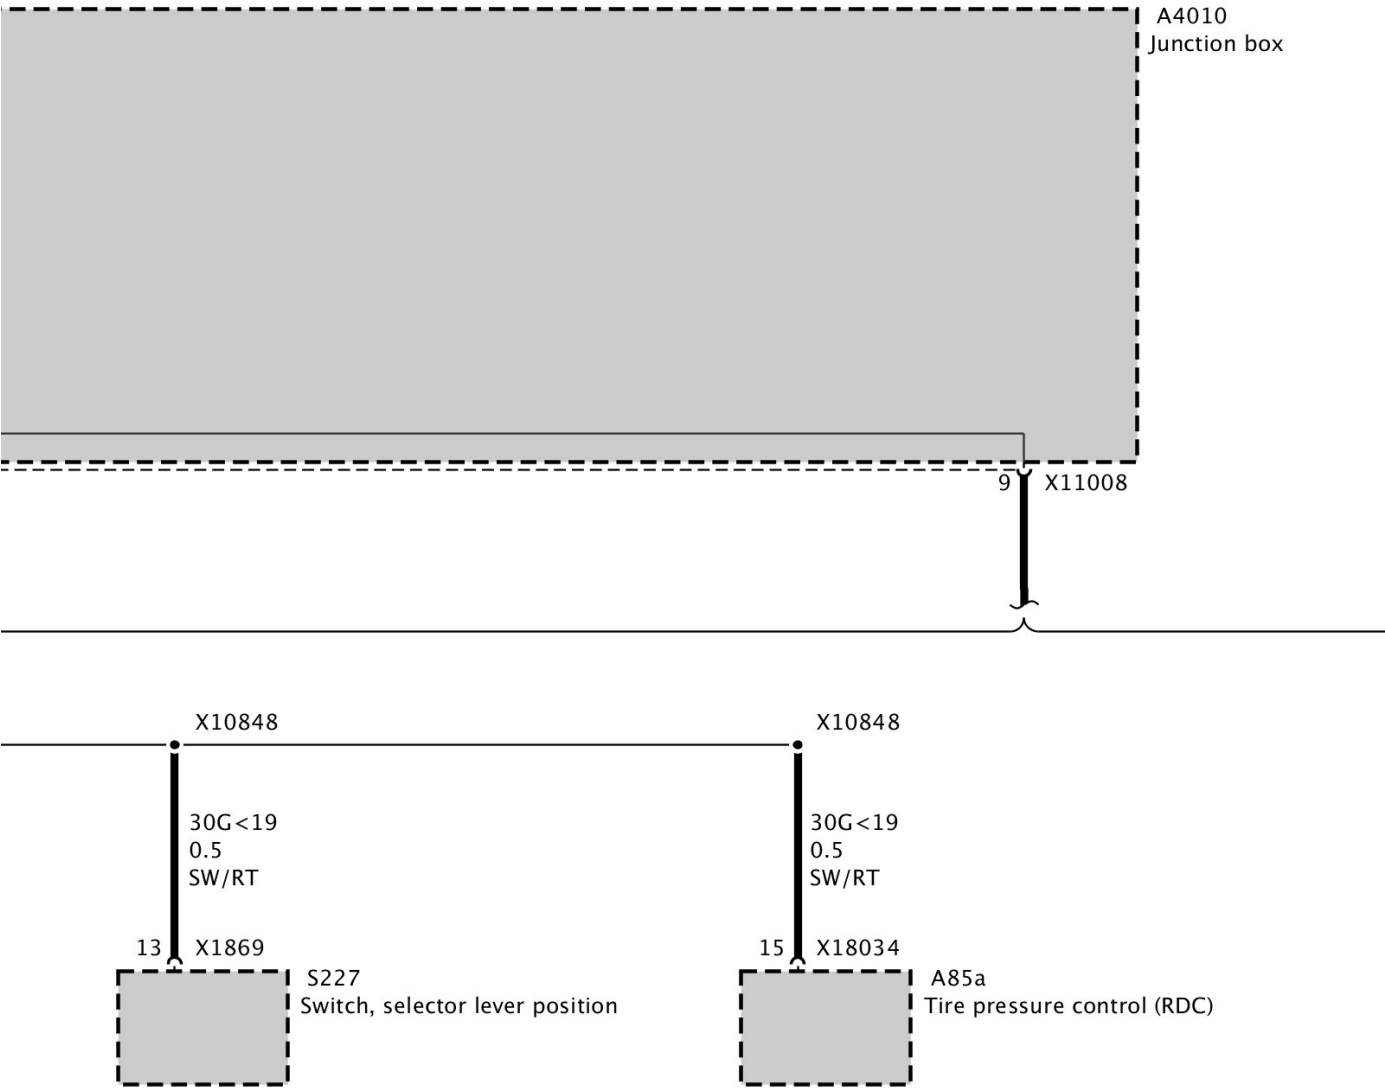 A4010
Junction box
9 X11008
X10848 X10848
30G<19 30G<19
0.5 0.5
SW/RT SW/RT
13 X1869 15 X18034
S227 A85a
Switch, selector lever position Tire pressure control (RDC)